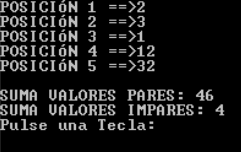 POSICIÓN 1 ==>2
POSICIÓN 2 ==>3
POSICIÓN 3 ==>1
POSICIÓN 4 ==>12
POSICIÓN 5 ==>32
SUMA VALORES PARES: 46
SUMA VALORES IMPARES: 4
Pulse una Tecla: